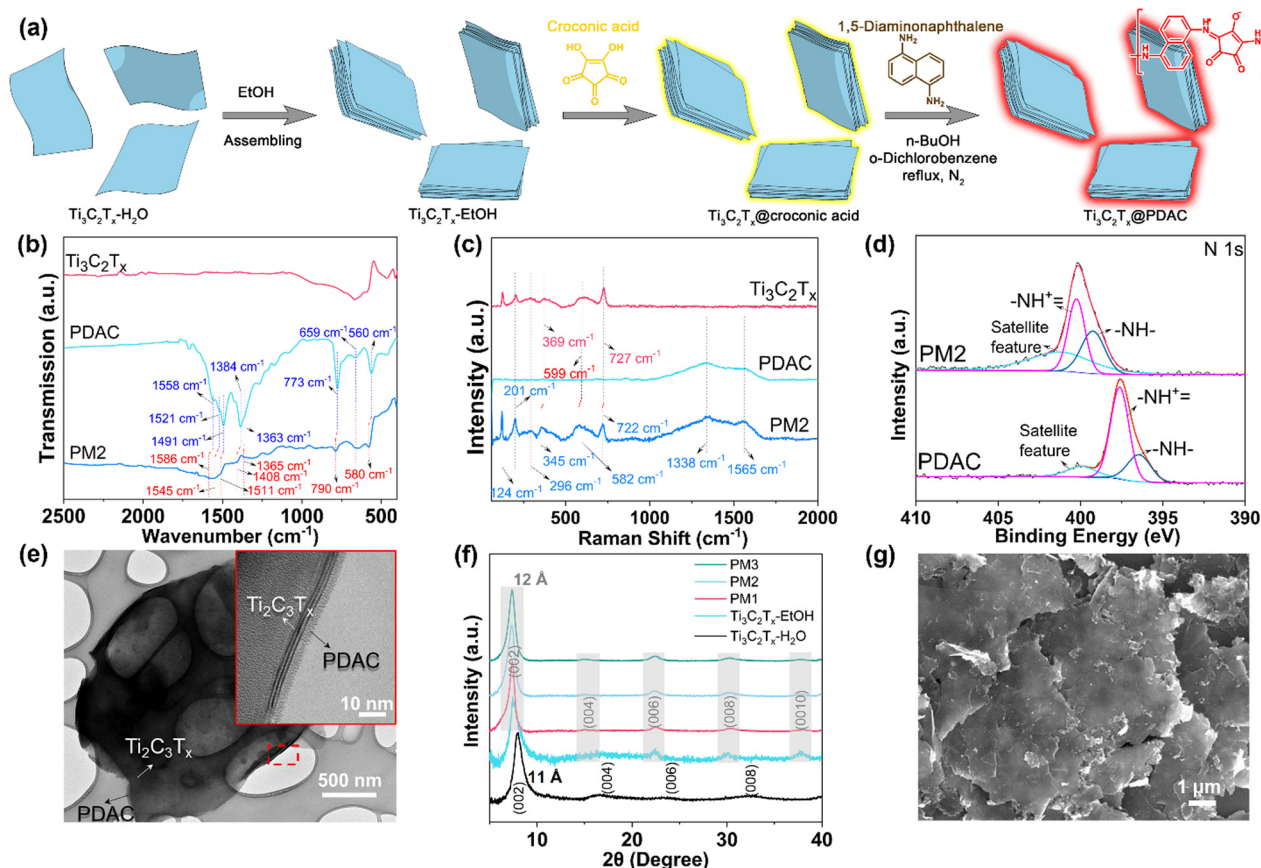 (a)
EtOH
Assembling
Croconic acid
HO OH
O O
O
1,5-Diaminonaphthalene
NH₂
NH₂
n-BuOH
o-Dichlorobenzene
reflux, N₂
Ti₃C₂Tₓ-H₂O
Ti₃C₂Tₓ-EtOH
Ti₃C₂Tₓ@croconic acid
Ti₃C₂Tₓ@PDAC
(b)
Ti₃C₂Tₓ
PDAC
PM2
659 cm⁻¹
560 cm⁻¹
1384 cm⁻¹
1558 cm⁻¹
773 cm⁻¹
1521 cm⁻¹
1491 cm⁻¹
1363 cm⁻¹
1586 cm⁻¹
1365 cm⁻¹
1408 cm⁻¹
580 cm⁻¹
1545 cm⁻¹
1511 cm⁻¹
790 cm⁻¹
Transmission (a.u.)
2500 2000 1500 1000 500
Wavenumber (cm⁻¹)
(c)
Ti₃C₂Tₓ
369 cm⁻¹
727 cm⁻¹
PDAC
599 cm⁻¹
201 cm⁻¹
722 cm⁻¹
PM2
345 cm⁻¹
1338 cm⁻¹
1565 cm⁻¹
124 cm⁻¹
296 cm⁻¹
582 cm⁻¹
Intensity (a.u.)
0 500 1000 1500 2000
Raman Shift (cm⁻¹)
(d)
N 1s
-NH⁺=
Satellite
feature
-NH-
PM2
-NH⁺=
Satellite
feature
-NH-
PDAC
Intensity (a.u.)
410 405 400 395 390
Binding Energy (eV)
(e)
Ti₂C₃Tₓ
PDAC
10 nm
Ti₂C₃Tₓ
500 nm
PDAC
(f)
12 Å
PM3
PM2
PM1
Ti₃C₂Tₓ-EtOH
Ti₃C₂Tₓ-H₂O
(002)
(004)
(006)
(008)
(0010)
11 Å
(002)
(004)
(006)
(008)
Intensity (a.u.)
10 20 30 40
2θ (Degree)
(g)
1 μm